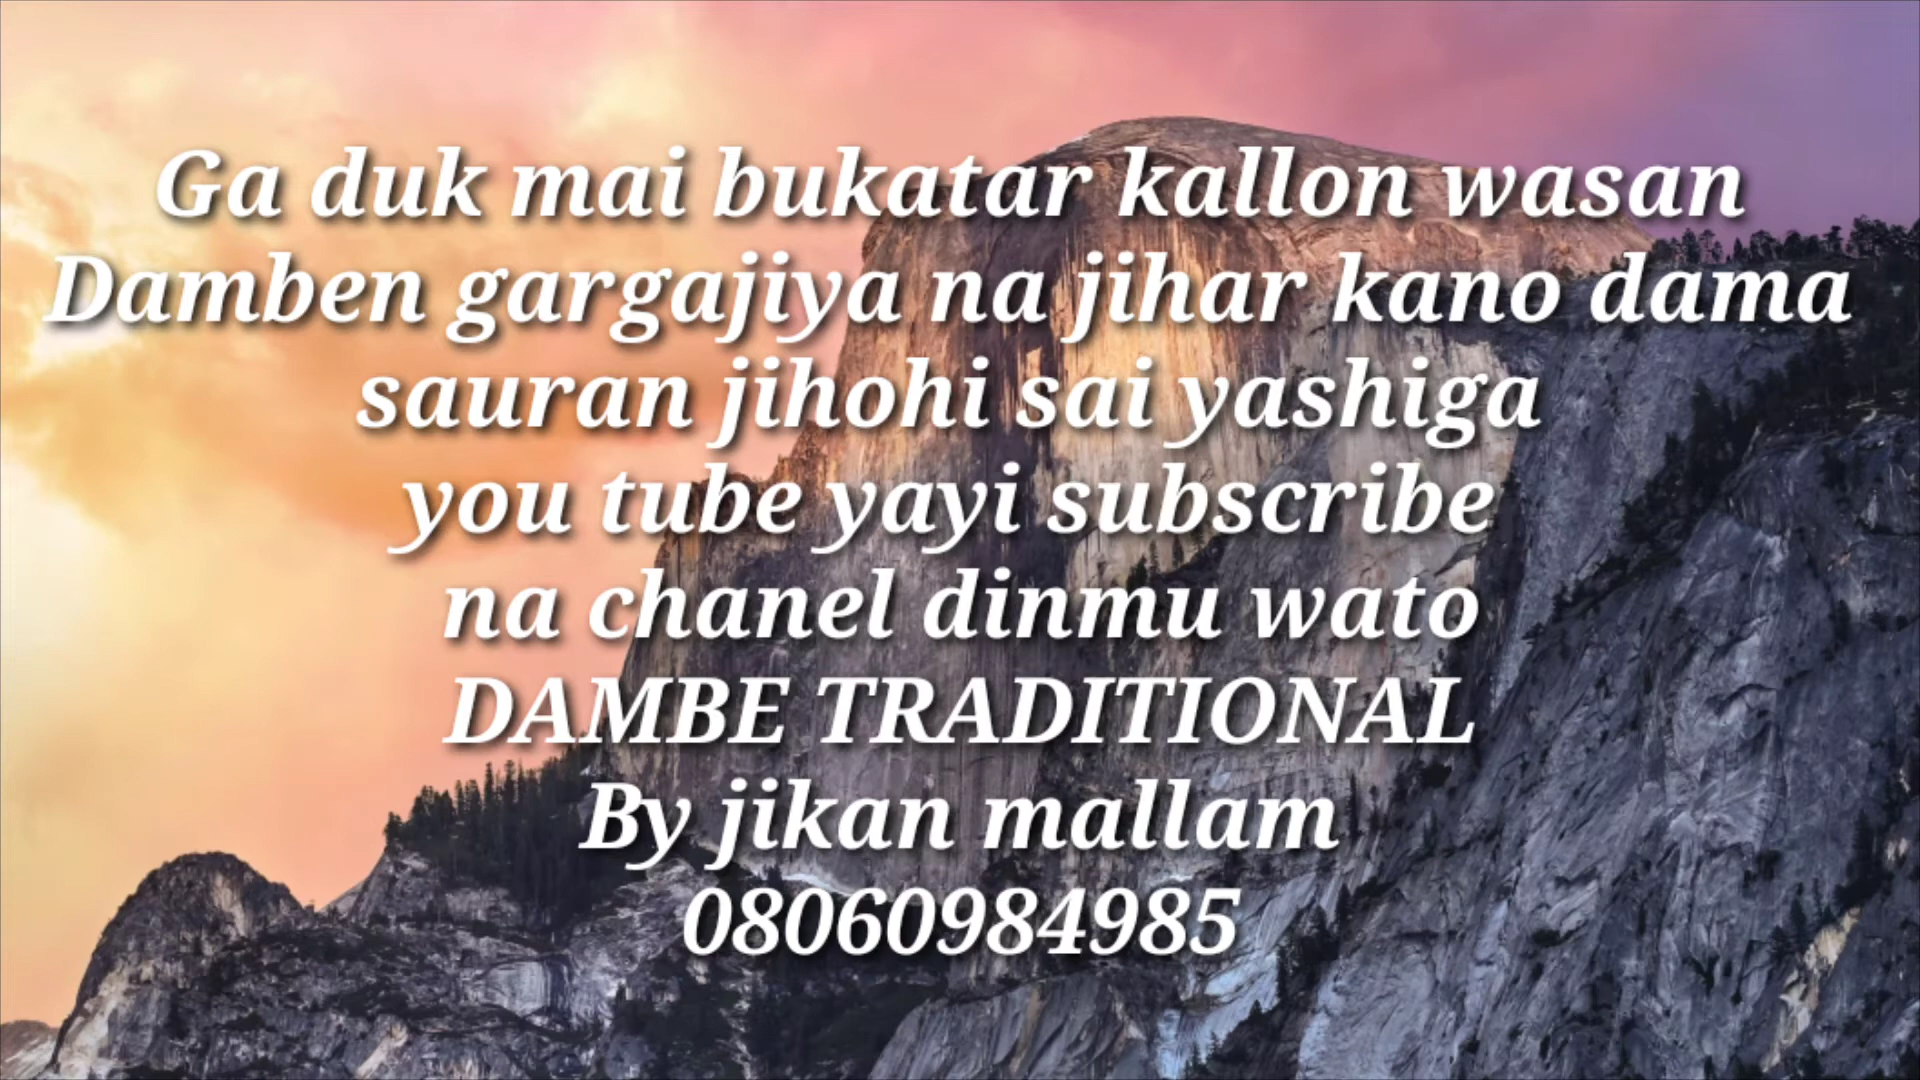 Ga duk mai bukatar kallon wasan
Damben gargajiya na jihar kano dama
sauran jihohi sai yashiga
you tube yayi subscribe
na chanel dinmu wato
DAMBE TRADITIONAL
By jikan mallam
08060984985